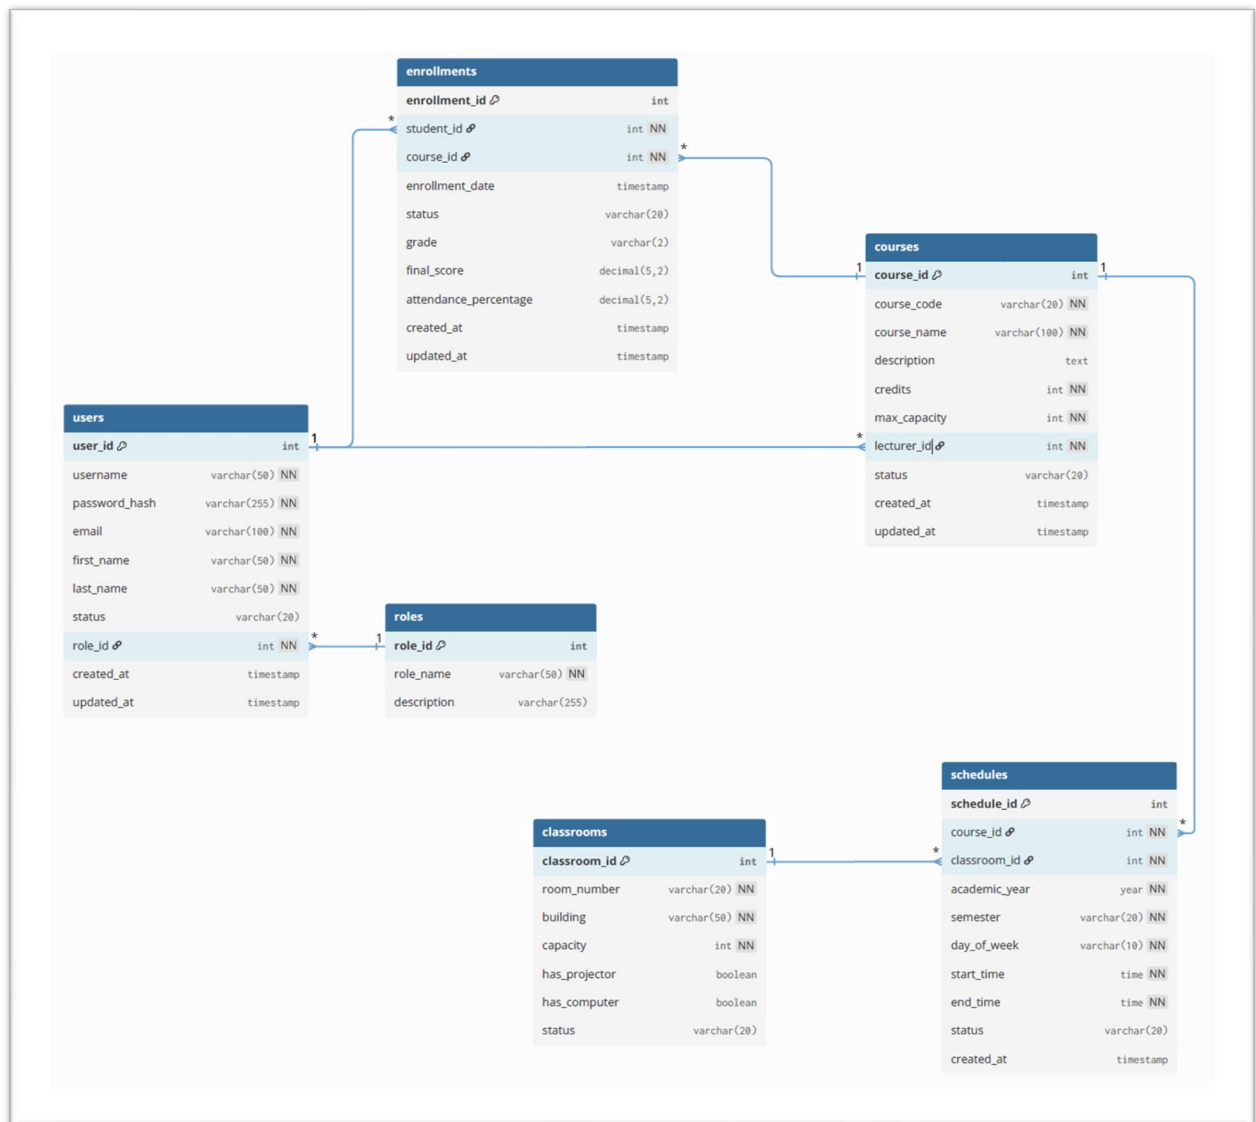 enrollments
enrollment_id int
* student_id int NN
course_id int NN *
enrollment_date timestamp
status varchar(20)
grade varchar(2)
final_score decimal(5,2)
attendance_percentage decimal(5,2)
created_at timestamp
updated_at timestamp
courses
1 course_id int 1
course_code varchar(20) NN
course_name varchar(100) NN
description text
credits int NN
max_capacity int NN
* lecturer_id int NN
status varchar(20)
created_at timestamp
updated_at timestamp
users
user_id int 1
username varchar(50) NN
password_hash varchar(255) NN
email varchar(100) NN
first_name varchar(50) NN
last_name varchar(50) NN
status varchar(20)
role_id int NN *
created_at timestamp
updated_at timestamp
roles
1 role_id int
role_name varchar(50) NN
description varchar(255)
schedules
schedule_id int
course_id int NN *
* classroom_id int NN
academic_year year NN
semester varchar(20) NN
day_of_week varchar(10) NN
start_time time NN
end_time time NN
status varchar(20)
created_at timestamp
classrooms
classroom_id int 1
room_number varchar(20) NN
building varchar(50) NN
capacity int NN
has_projector boolean
has_computer boolean
status varchar(20)